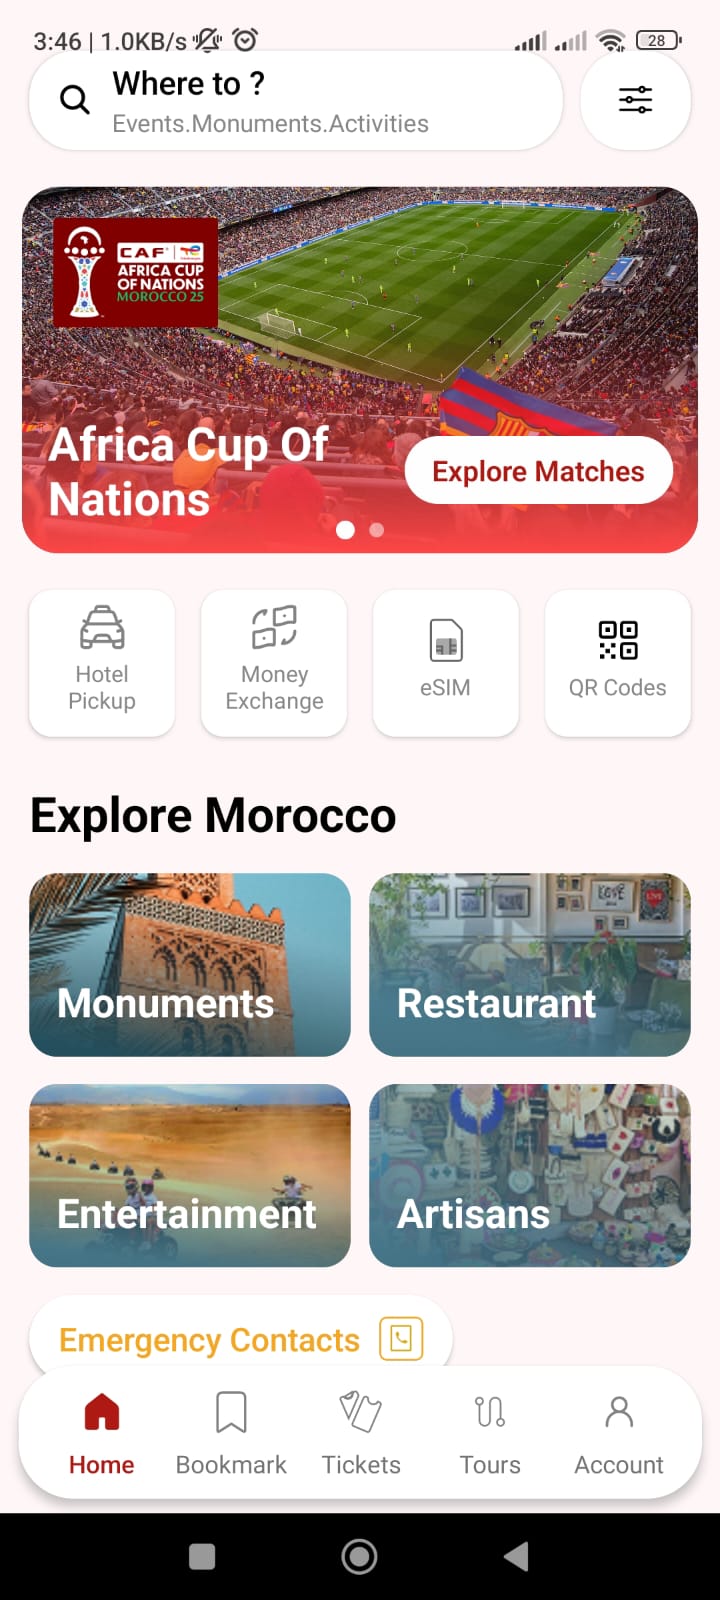 3:46 | 1.0KB/s
28
Where to ?
Events.Monuments.Activities
CAF
AFRICA CUP
OF NATIONS
MOROCCO 25
Africa Cup Of
Nations
Explore Matches
Hotel
Pickup
Money
Exchange
eSIM
QR Codes
Explore Morocco
Monuments
Restaurant
LOVE
Entertainment
Artisans
Emergency Contacts
Home
Bookmark
Tickets
Tours
Account